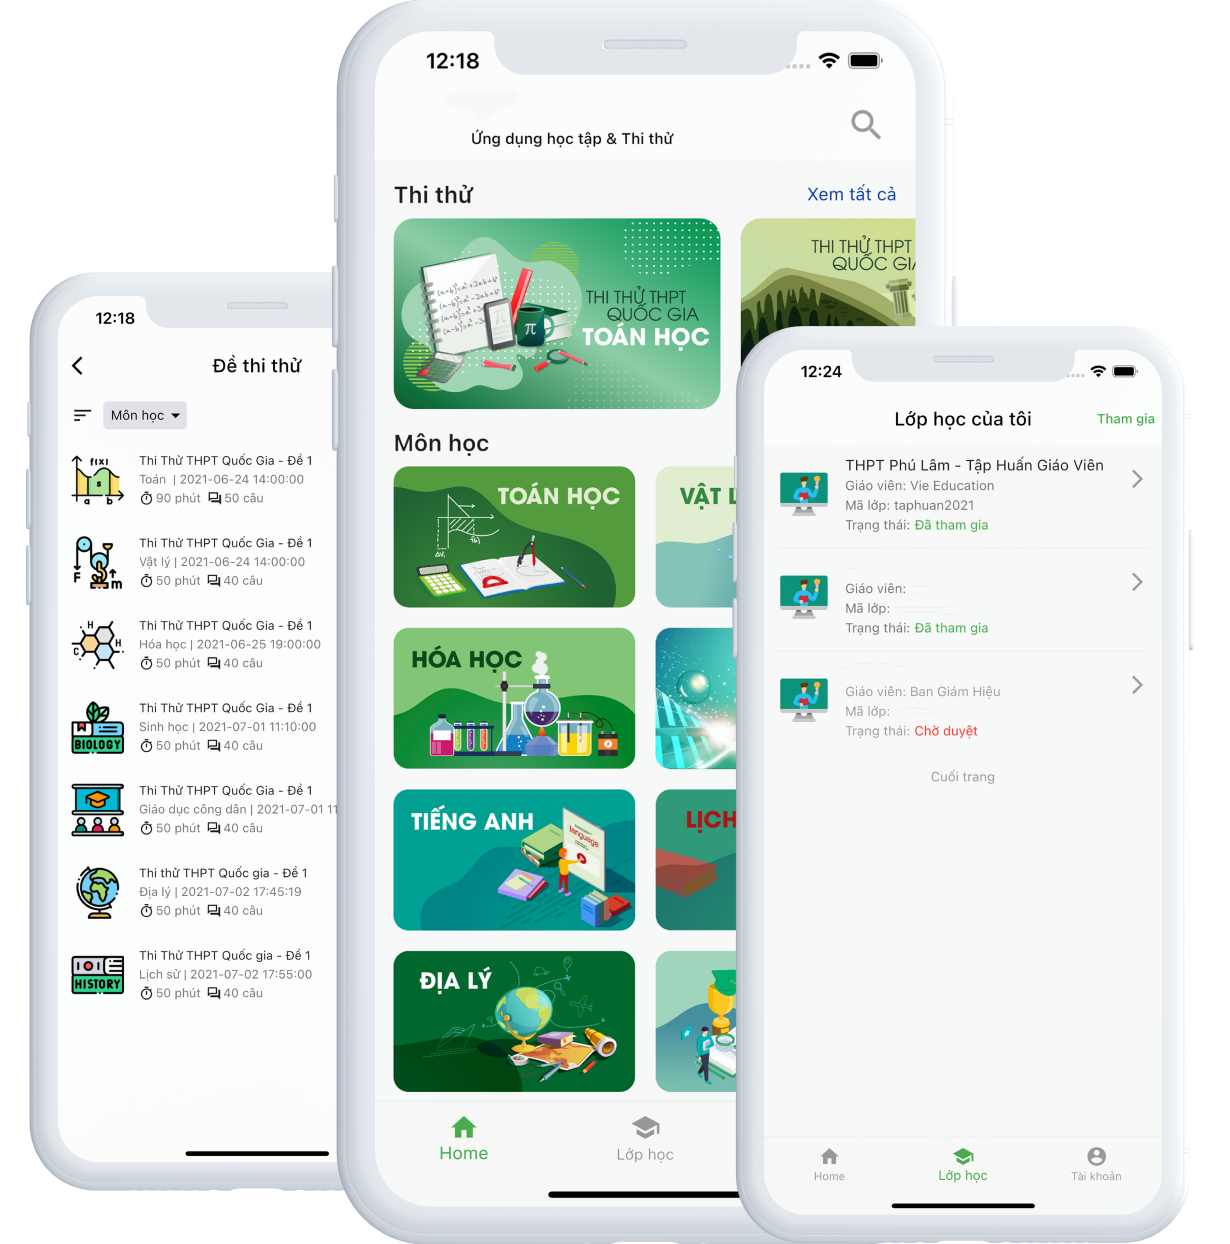 12:18
Đề thi thử
Môn học
f(x)
$
a b
Thi Thử THPT Quốc Gia - Đề 1
Toán | 2021-06-24 14:00:00
90 phút 50 câu
F m
Thi Thử THPT Quốc Gia - Đề 1
Vật lý | 2021-06-24 14:00:00
50 phút 40 câu
H
C H
Thi Thử THPT Quốc Gia - Đề 1
Hóa học | 2021-06-25 19:00:00
50 phút 40 câu
BIOLOGY
Thi Thử THPT Quốc Gia - Đề 1
Sinh học | 2021-07-01 11:10:00
50 phút 40 câu
Thi Thử THPT Quốc Gia - Đề 1
Giáo dục công dân | 2021-07-01 11
50 phút 40 câu
Thi thử THPT Quốc gia - Đề 1
Địa lý | 2021-07-02 17:45:19
50 phút 40 câu
HISTORY
Thi Thử THPT Quốc gia - Đề 1
Lịch sử | 2021-07-02 17:55:00
50 phút 40 câu
12:18
Ứng dụng học tập & Thi thử
Thi thử
Xem tất cả
THI THỬ THPT
QUỐC GIA
TOÁN HỌC
π
THI THỬ THPT
QUỐC GI
Môn học
TOÁN HỌC
f(x)
VẬT L
HÓA HỌC
TIẾNG ANH
language
LỊCH
ĐỊA LÝ
Home
Lớp học
12:24
Lớp học của tôi
Tham gia
THPT Phú Lâm - Tập Huấn Giáo Viên
Giáo viên: Vie Education
Mã lớp: taphuan2021
Trạng thái: Đã tham gia
Giáo viên:
Mã lớp:
Trạng thái: Đã tham gia
Giáo viên: Ban Giám Hiệu
Mã lớp:
Trạng thái: Chờ duyệt
Cuối trang
Home
Lớp học
Tài khoản